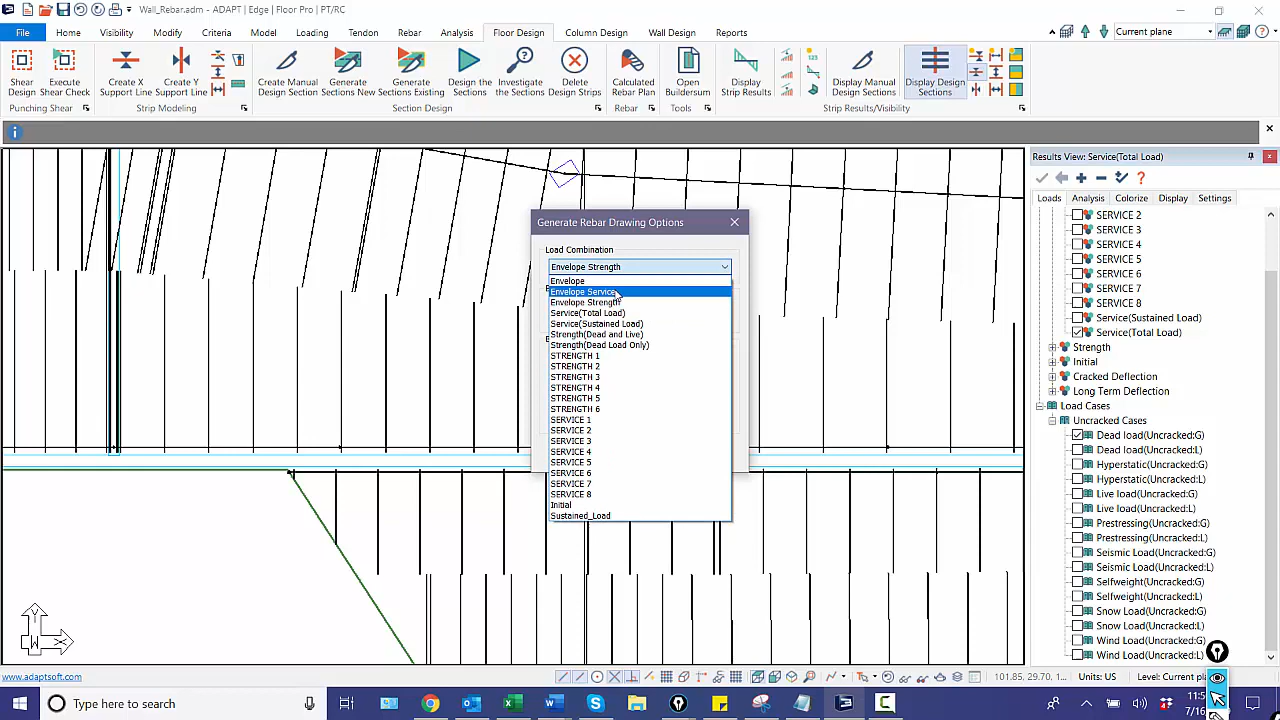 Wall_Rebar.adm - ADAPT | Edge | Floor Pro | PT/RC
File Home Visibility Modify Criteria Model Loading Tendon Rebar Analysis Floor Design Column Design Wall Design Reports Current plane
Shear Design
Execute Shear Check
Create X Support Line
Create Y Support Line
Create Manual Design Section
Generate Sections New
Generate Sections Existing
Design the Sections
Investigate the Sections
Delete Design Strips
Calculated Rebar Plan
Open Buildersum
Display Strip Results
Display Manual Design Sections
Display Design Sections
Punching Shear Strip Modeling Section Design Rebar Tools Strip Results/Visibility
Results View: Service(Total Load)
Loads Analysis Colorize Display Settings
SERVICE 2
SERVICE 3
SERVICE 4
SERVICE 5
SERVICE 6
SERVICE 7
SERVICE 8
Service(Sustained Load)
Service(Total Load)
Strength
Initial
Cracked Deflection
Long Term Deflection
Load Cases
Uncracked Cases
Dead load(Uncracked:G)
Dead load(Uncracked:L)
Hyperstatic(Uncracked:G)
Hyperstatic(Uncracked:L)
Live load(Uncracked:G)
Live load(Uncracked:L)
Prestressing(Uncracked:G)
Prestressing(Uncracked:L)
Seismic Load(Uncracked:G)
Seismic Load(Uncracked:L)
Selfweight(Uncracked:G)
Selfweight(Uncracked:L)
Snow Load(Uncracked:G)
Snow Load(Uncracked:L)
Wind Load(Uncracked:G)
Wind Load(Uncracked:L)
Generate Rebar Drawing Options
Load Combination
Envelope Strength
Envelope
Envelope Service
Envelope Strength
Service(Total Load)
Service(Sustained Load)
Strength(Dead and Live)
Strength(Dead Load Only)
STRENGTH 1
STRENGTH 2
STRENGTH 3
STRENGTH 4
STRENGTH 5
STRENGTH 6
SERVICE 1
SERVICE 2
SERVICE 3
SERVICE 4
SERVICE 5
SERVICE 6
SERVICE 7
SERVICE 8
Initial
Sustained_Load
Y
W X
www.adaptsoft.com
101.85, 29.70, Units: US Level: Current pl
Type here to search
11:5
7/16